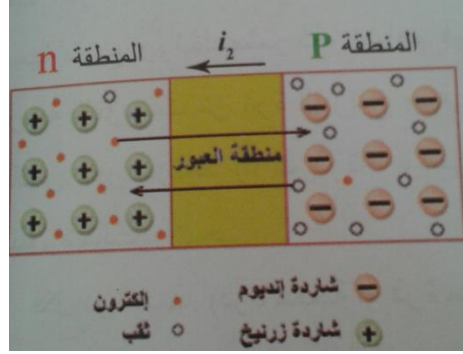 المنطقة P
i₂
المنطقة n
منطقة العبور
شاردة إنديوم
إلكترون
شاردة زرنيخ
ثقب